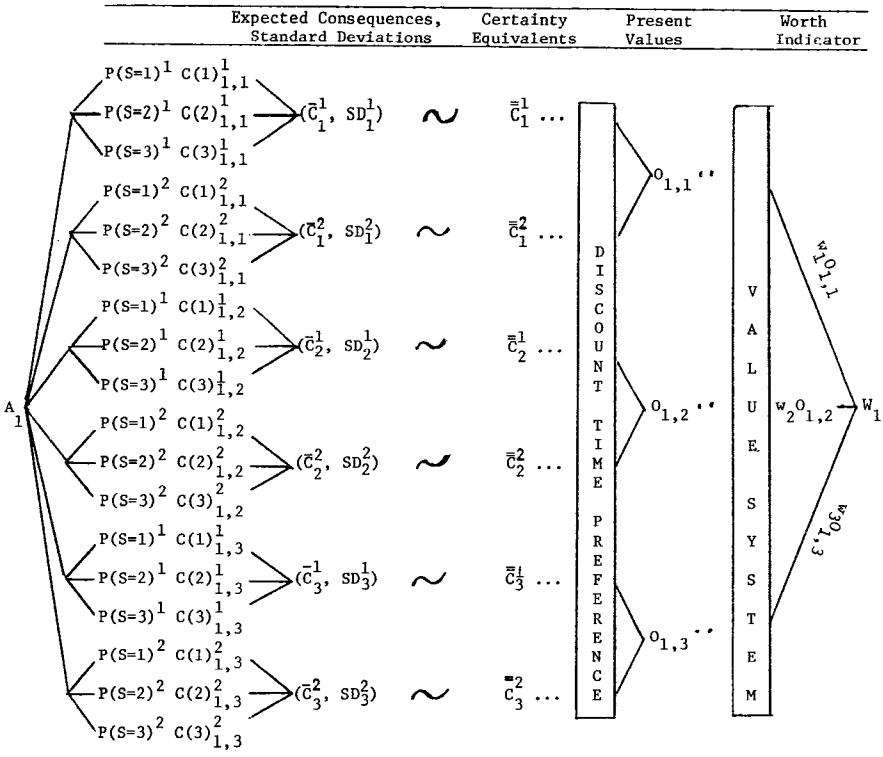 Expected Consequences, Certainty Present Worth
Standard Deviations Equivalents Values Indicator
P(S=1)¹ C(1)¹₁,₁
P(S=2)¹ C(2)¹₁,₁ (C̄¹₁, SD¹₁) ~ C̿¹₁ ...
P(S=3)¹ C(3)¹₁,₁
O₁,₁ ..
P(S=1)² C(1)²₁,₁
P(S=2)² C(2)²₁,₁ (C̄²₁, SD²₁) ~ C̿²₁ ...
P(S=3)² C(3)²₁,₁
w₁O₁,₁
P(S=1)¹ C(1)¹₁,₂
P(S=2)¹ C(2)¹₁,₂ (C̄¹₂, SD¹₂) ~ C̿¹₂ ...
P(S=3)¹ C(3)¹₁,₂
A₁ O₁,₂ .. w₂O₁,₂ W₁
P(S=1)² C(1)²₁,₂
P(S=2)² C(2)²₁,₂ (C̄²₂, SD²₂) ~ C̿²₂ ...
P(S=3)² C(3)²₁,₂
w₃O₁,₃
P(S=1)¹ C(1)¹₁,₃
P(S=2)¹ C(2)¹₁,₃ (C̄¹₃, SD¹₃) ~ C̿¹₃ ...
P(S=3)¹ C(3)¹₁,₃
O₁,₃ ..
P(S=1)² C(1)²₁,₃
P(S=2)² C(2)²₁,₃ (C̄²₃, SD²₃) ~ C̿²₃ ...
P(S=3)² C(3)²₁,₃
DISCOUNT TIME PREFERENCE
VALUE SYSTEM